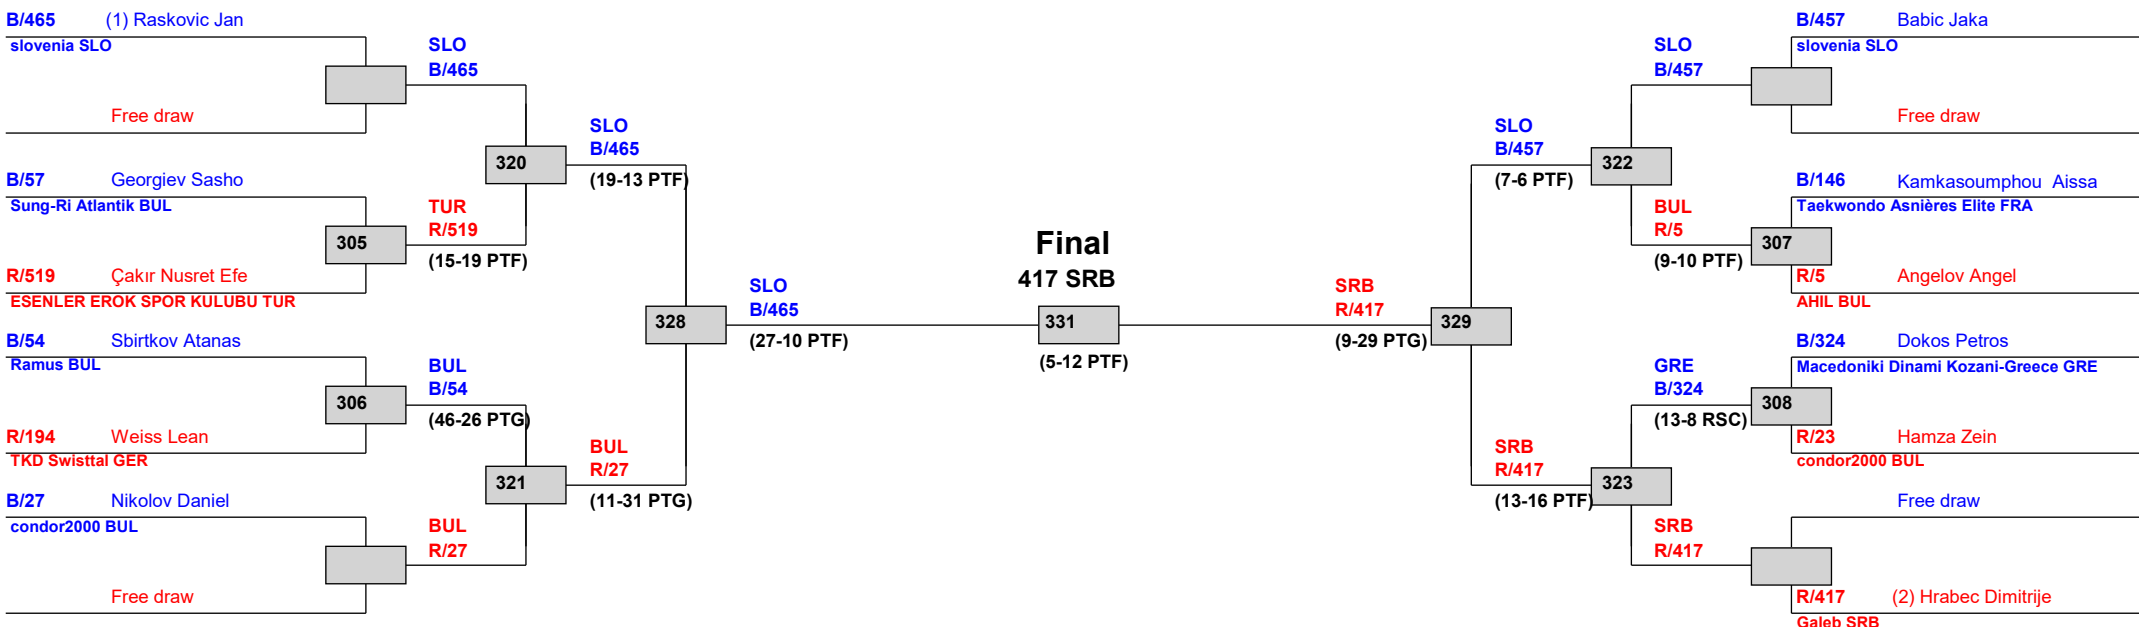 B/465 (1) Raskovic Jan
slovenia SLO
Free draw
B/57 Georgiev Sasho
Sung-Ri Atlantik BUL
R/519 Çakır Nusret Efe
ESENLER EROK SPOR KULUBU TUR
B/54 Sbirtkov Atanas
Ramus BUL
R/194 Weiss Lean
TKD Swisttal GER
B/27 Nikolov Daniel
condor2000 BUL
Free draw
SLO
B/465
305
TUR
R/519
(15-19 PTF)
306
BUL
B/54
(46-26 PTG)
BUL
R/27
320
SLO
B/465
(19-13 PTF)
321
BUL
R/27
(11-31 PTG)
328
SLO
B/465
(27-10 PTF)
Final
417 SRB
331
(5-12 PTF)
SRB
R/417
(9-29 PTG)
329
SLO
B/457
(7-6 PTF)
322
SRB
R/417
(13-16 PTF)
323
SLO
B/457
BUL
R/5
(9-10 PTF)
307
GRE
B/324
(13-8 RSC)
308
SRB
R/417
B/457 Babic Jaka
slovenia SLO
Free draw
B/146 Kamkasoumphou Aissa
Taekwondo Asnières Elite FRA
R/5 Angelov Angel
AHIL BUL
B/324 Dokos Petros
Macedoniki Dinami Kozani-Greece GRE
R/23 Hamza Zein
condor2000 BUL
Free draw
R/417 (2) Hrabec Dimitrije
Galeb SRB